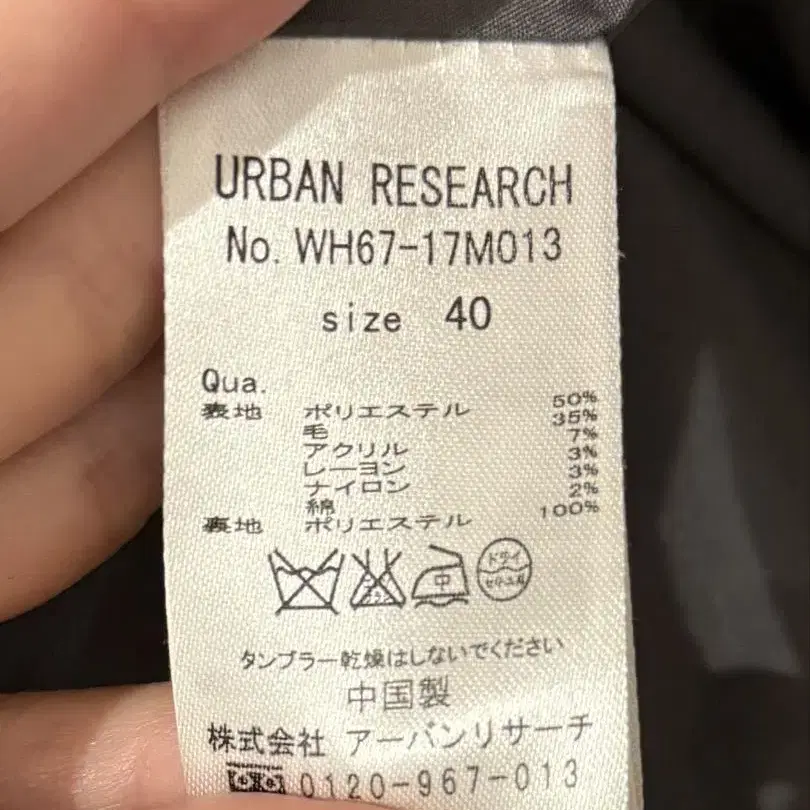 URBAN RESEARCH
No. WH67-17M013
size 40
Qua.
表地 ポリエステル 50%
毛 35%
アクリル 7%
レーヨン 3%
ナイロン 3%
綿 2%
裏地 ポリエステル 100%
中 ドライ
セキユ系
タンブラー乾燥はしないでください
中国製
株式会社 アーバンリサーチ
0120-967-013